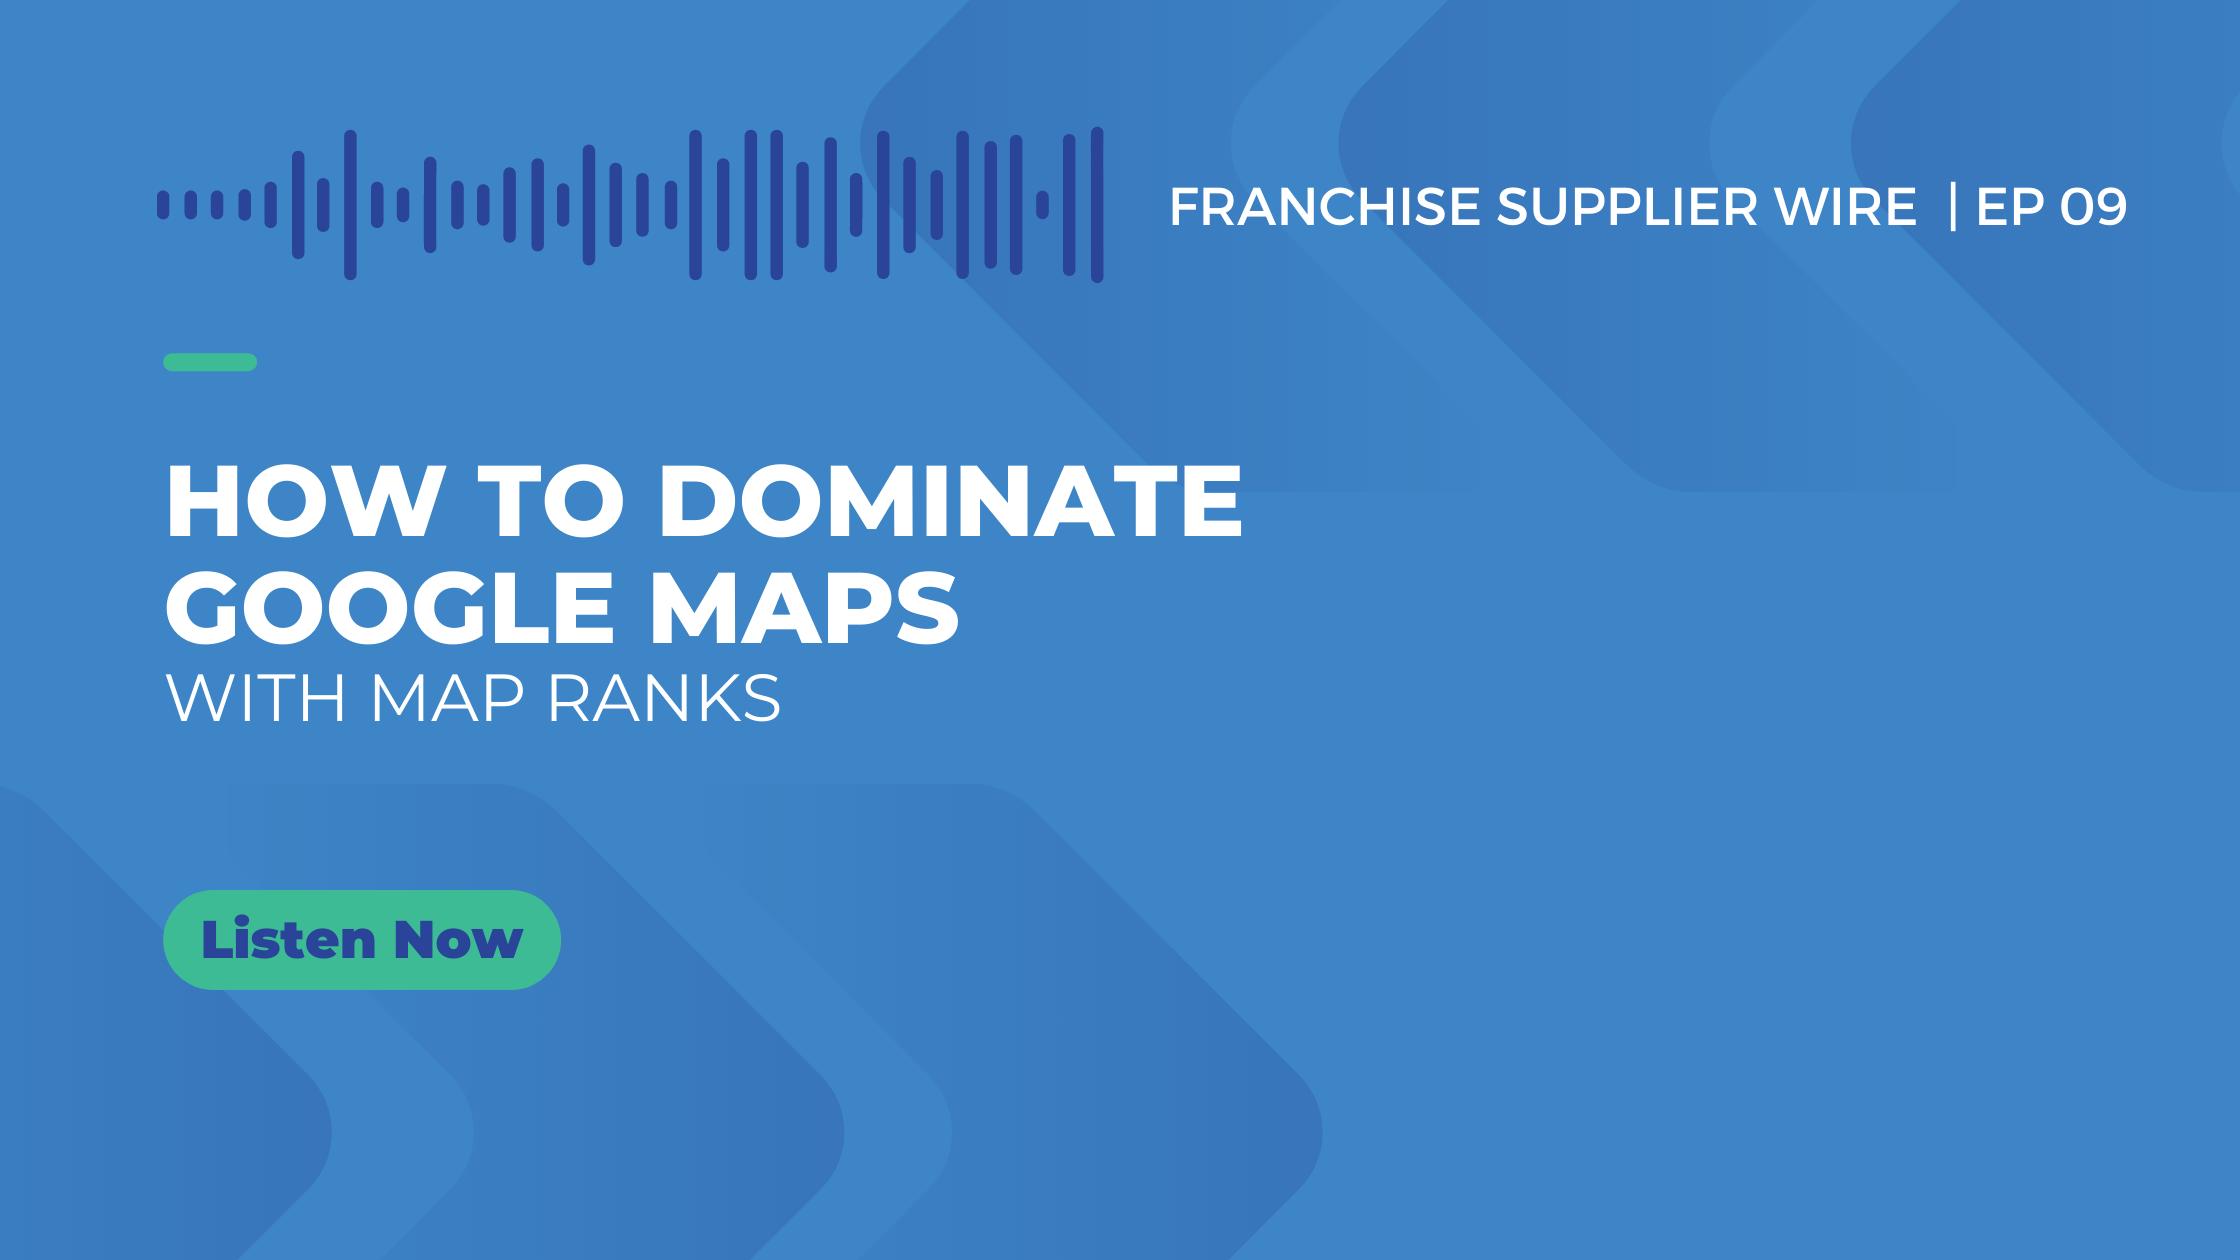 FRANCHISE SUPPLIER WIRE | EP 09
HOW TO DOMINATE
GOOGLE MAPS
WITH MAP RANKS
Listen Now